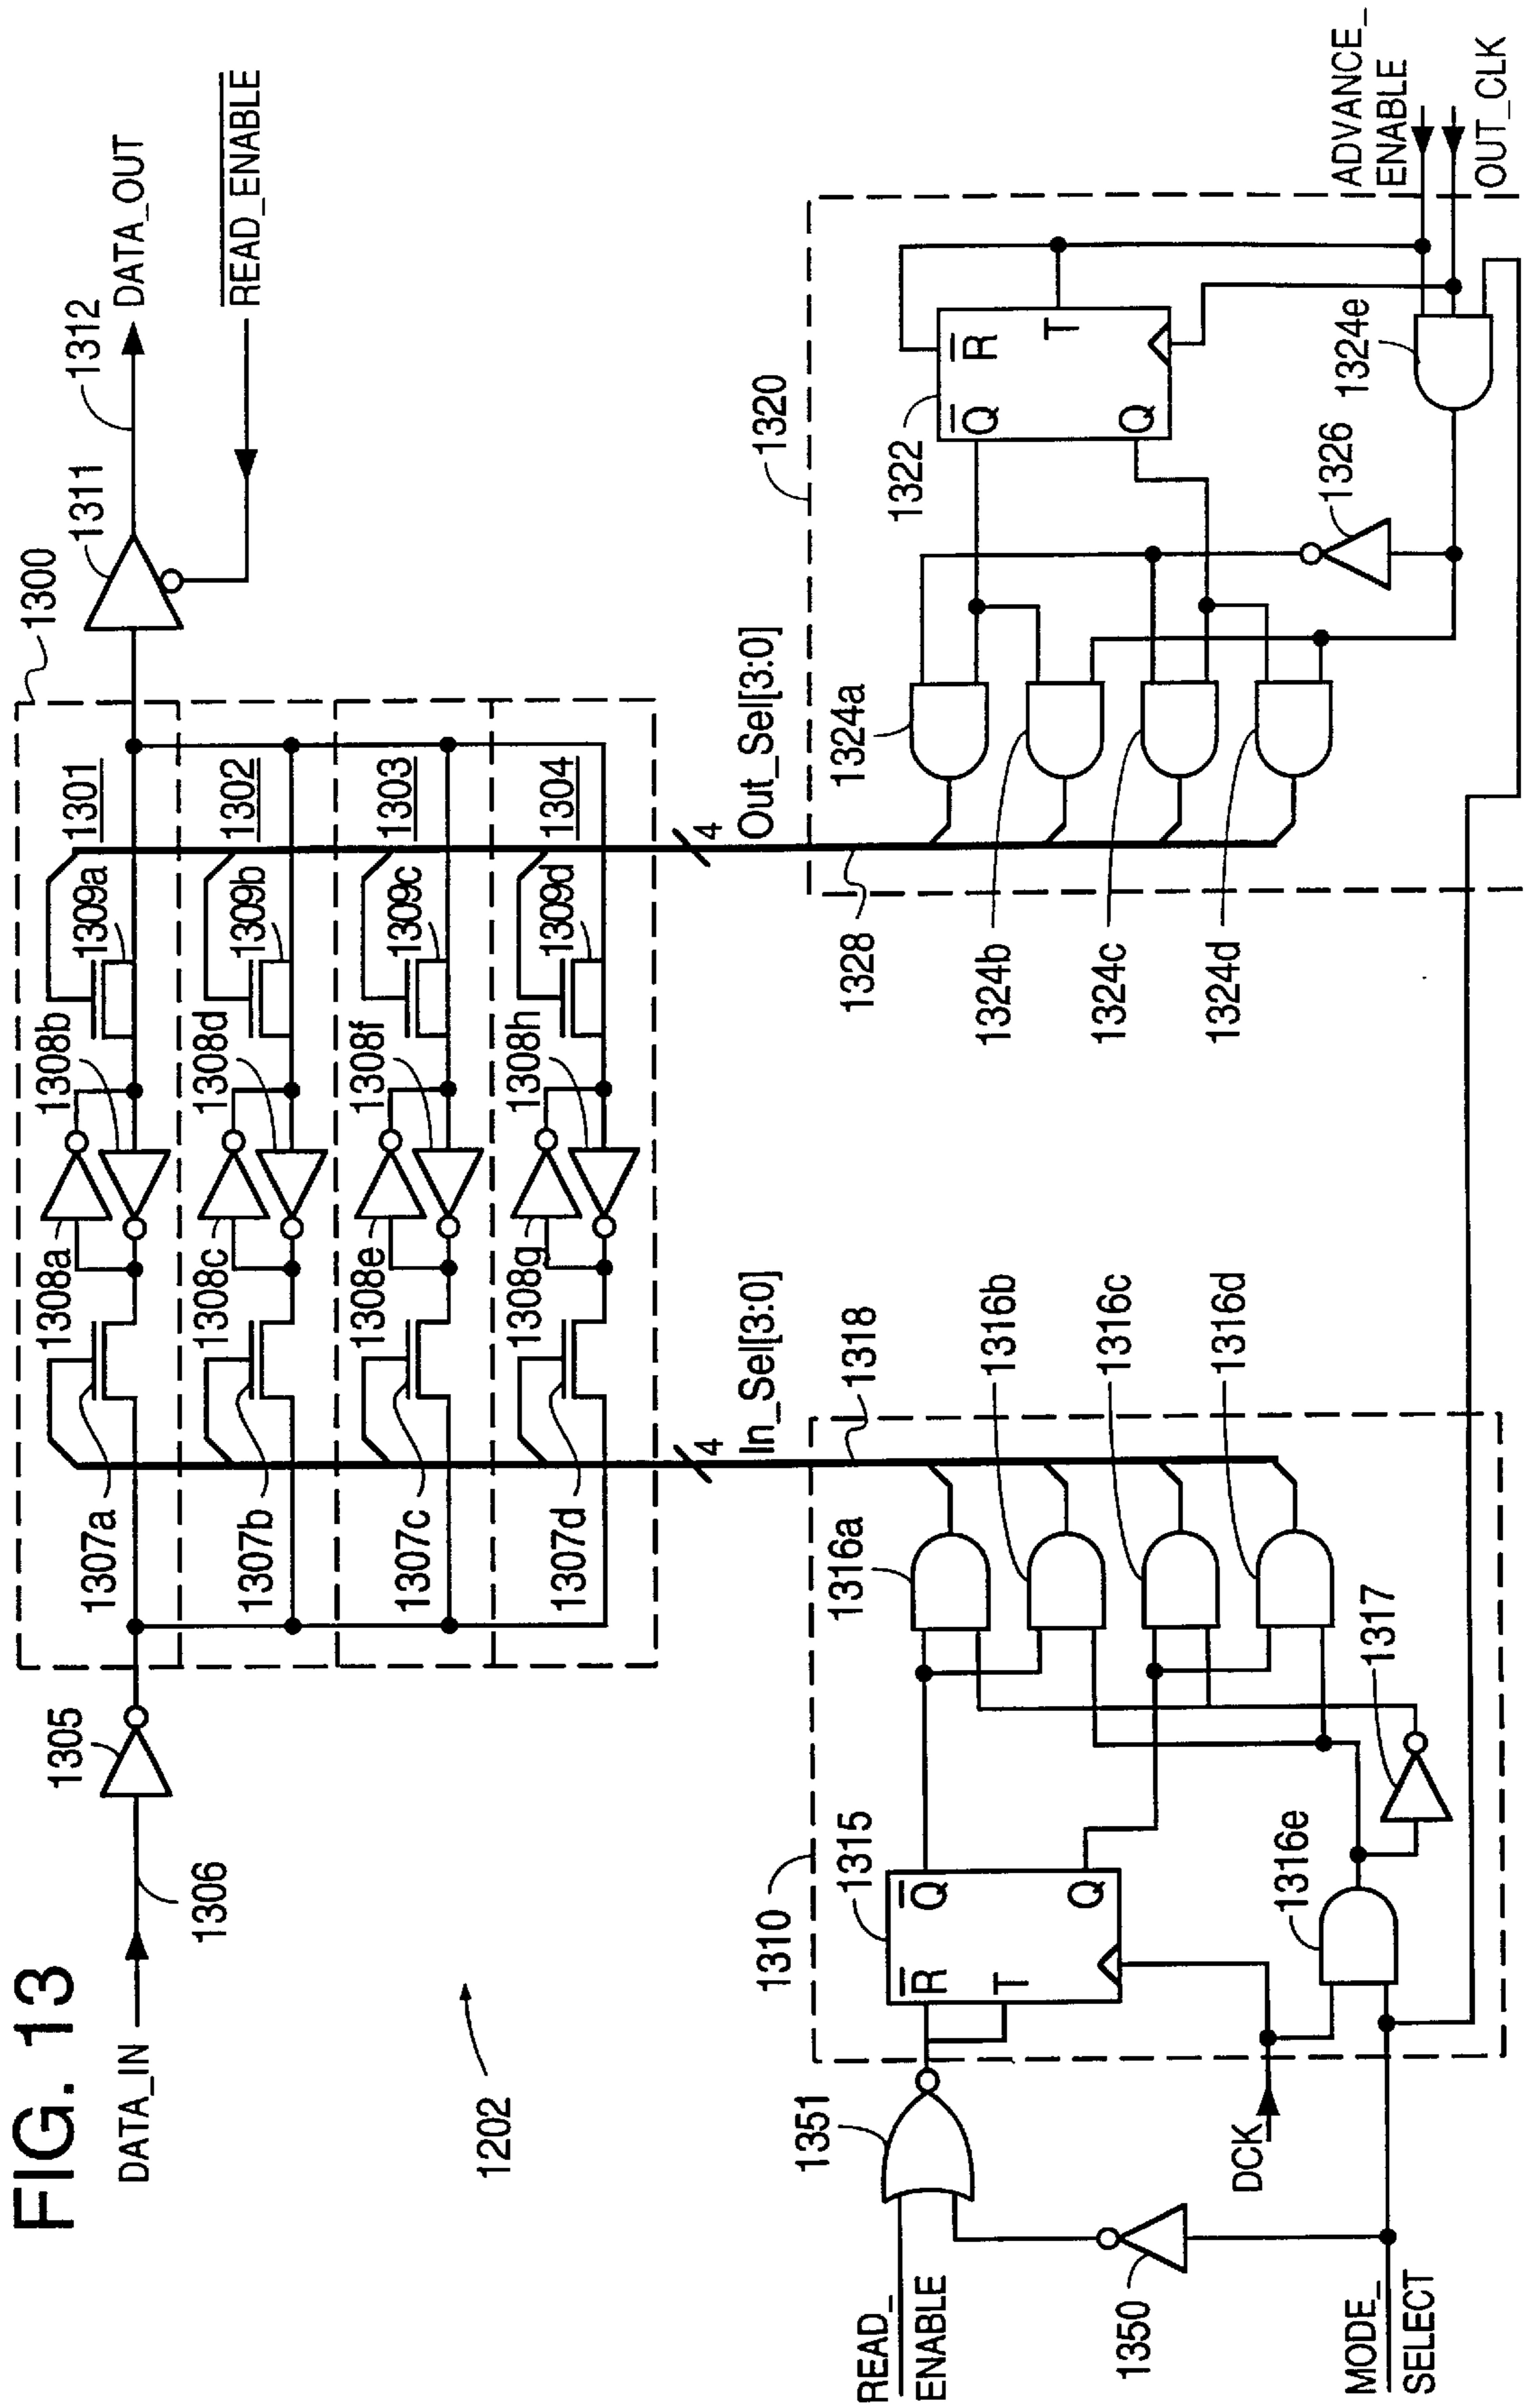 FIG. 13
DATA_IN
1306
1305
1202
1300
1307a
1308a
1308b
1309a
1301
1307b
1308c
1308d
1309b
1302
1307c
1308e
1308f
1309c
1303
1307d
1308g
1308h
1309d
1304
1311
1312
DATA_OUT
READ_ENABLE
4
In_Sel[3:0]
4
Out_Sel[3:0]
READ_
ENABLE
1351
1350
MODE_
SELECT
DCK
1310
1315
R
T
Q
Q
1316e
1317
1316a
1318
1316b
1316c
1316d
1328
1324b
1324c
1324d
1324a
1320
1322
Q
R
T
Q
1326
1324e
ADVANCE_
ENABLE
OUT_CLK